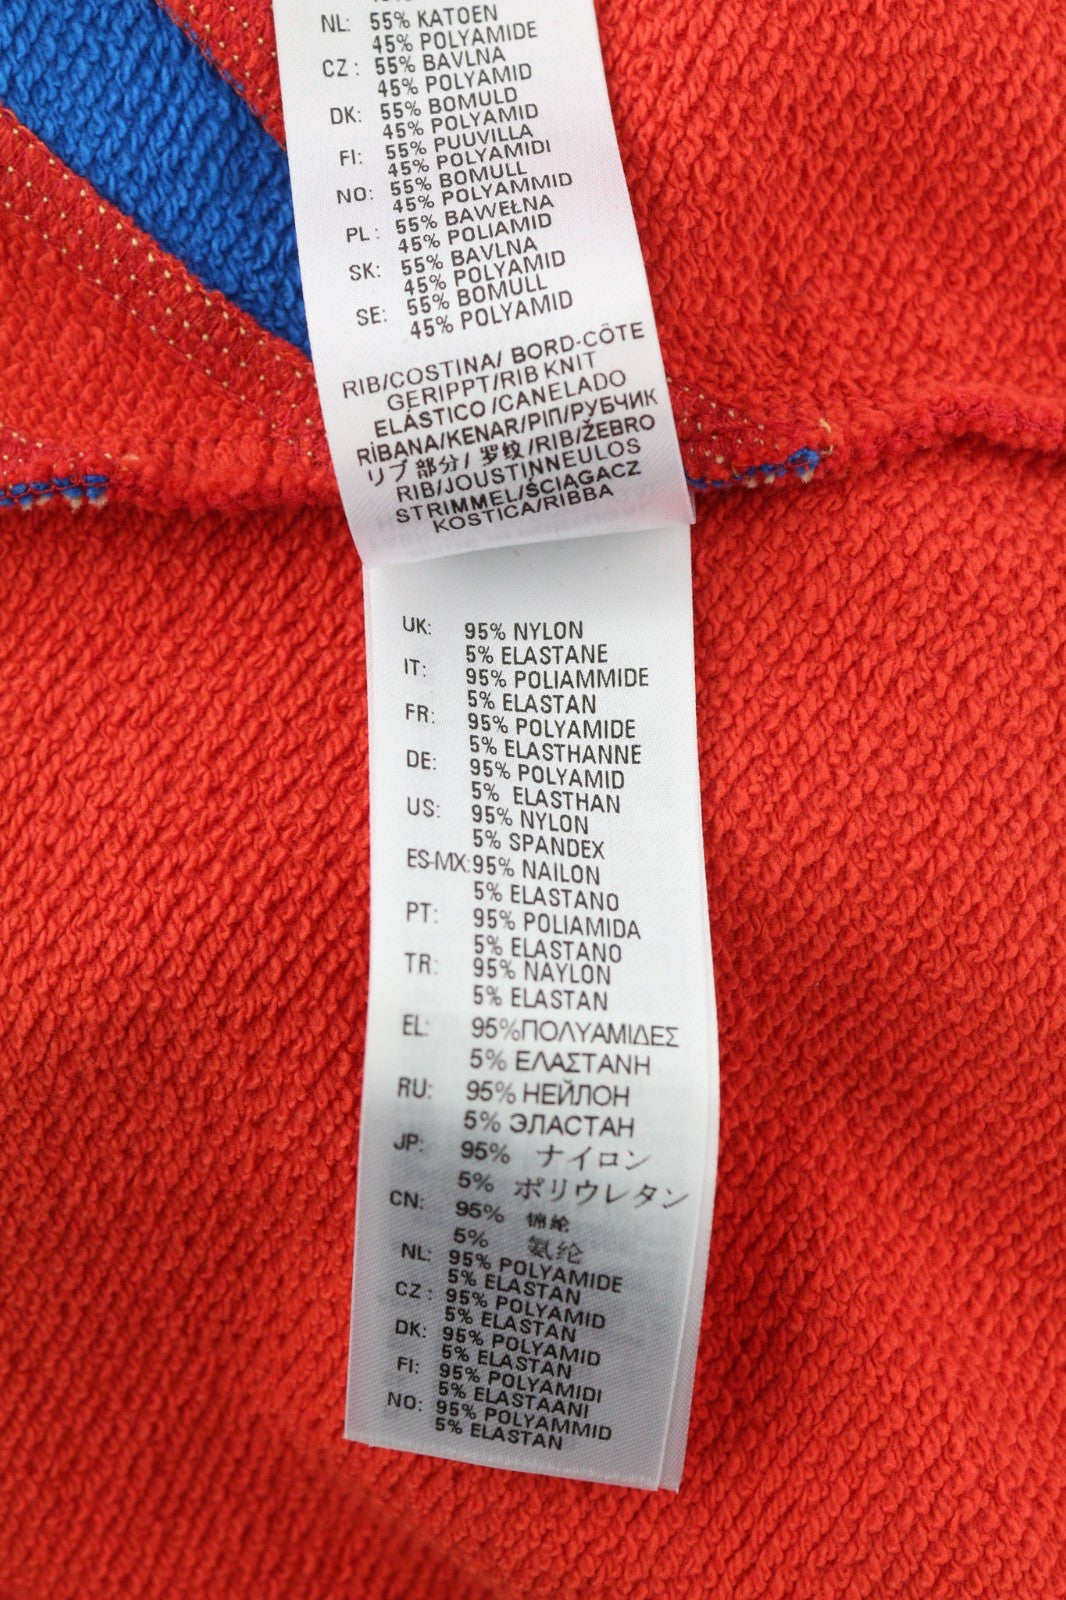 NL: 55% KATOEN
45% POLYAMIDE
CZ: 55% BAVLNA
45% POLYAMID
DK: 55% BOMULD
45% POLYAMID
FI: 55% PUUVILLA
45% POLYAMIDI
NO: 55% BOMULL
45% POLYAMMID
PL: 55% BAWEŁNA
45% POLIAMID
SK: 55% BAVLNA
45% POLYAMID
SE: 55% BOMULL
45% POLYAMID
RIB/COSTINA/ BORD-CÔTE
GERIPPT/RIB KNIT
ELÁSTICO/CANELADO
RİBANA/KENAR/ΡΙΠ/РУБЧИК
リブ部分/ 罗纹/RIB/ŽEBRO
RIB/JOUSTINNEULOS
STRIMMEL/ŚCIĄGACZ
KOSTICA/RIBBA
UK: 95% NYLON
5% ELASTANE
IT: 95% POLIAMMIDE
5% ELASTAN
FR: 95% POLYAMIDE
5% ELASTHANNE
DE: 95% POLYAMID
5% ELASTHAN
US: 95% NYLON
5% SPANDEX
ES-MX: 95% NAILON
5% ELASTANO
PT: 95% POLIAMIDA
5% ELASTANO
TR: 95% NAYLON
5% ELASTAN
EL: 95%ΠΟΛΥΑΜΙΔΕΣ
5% ΕΛΑΣΤΑΝΗ
RU: 95% НЕЙЛОН
5% ЭЛАСТАН
JP: 95% ナイロン
5% ポリウレタン
CN: 95% 锦纶
5% 氨纶
NL: 95% POLYAMIDE
5% ELASTAN
CZ: 95% POLYAMID
5% ELASTAN
DK: 95% POLYAMID
5% ELASTAN
FI: 95% POLYAMIDI
5% ELASTAANI
NO: 95% POLYAMMID
5% ELASTAN